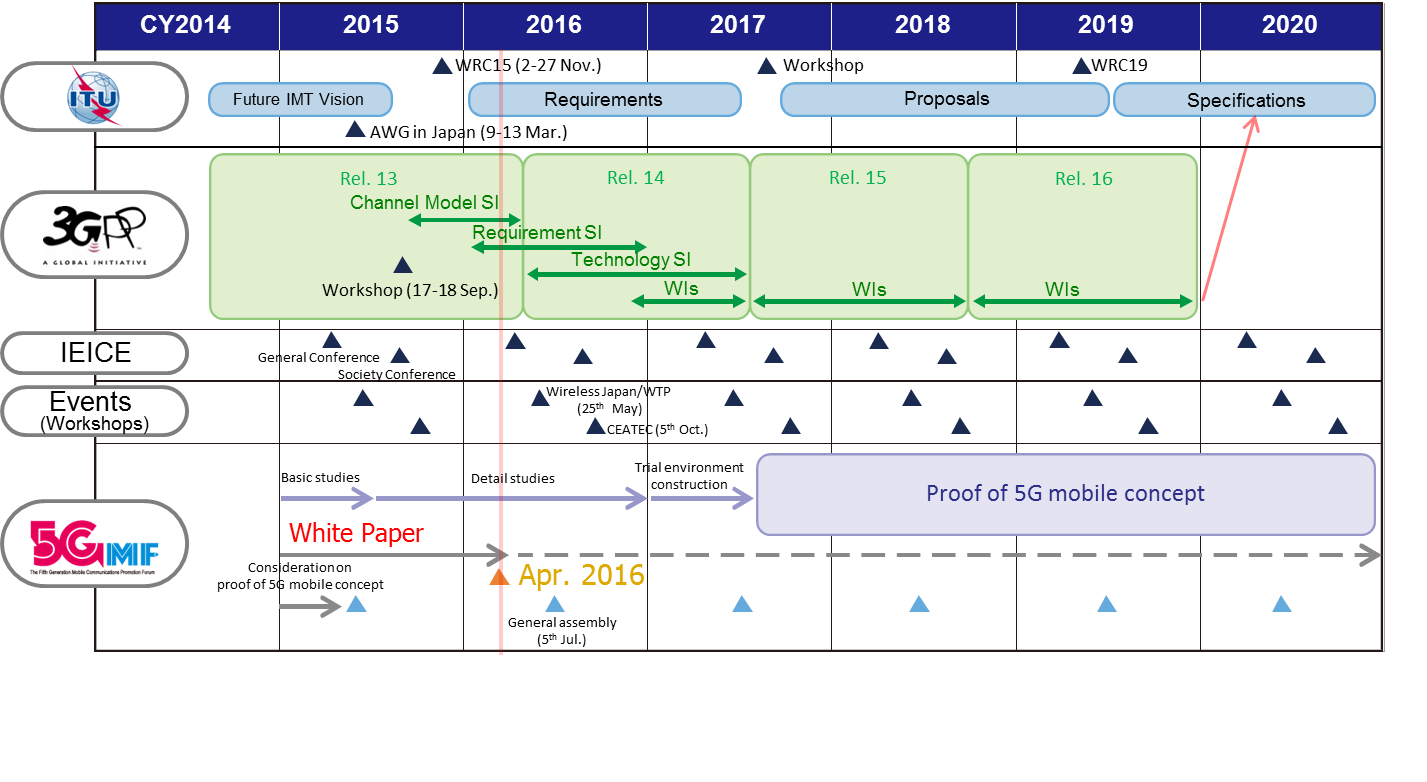 CY2014 2015 2016 2017 2018 2019 2020
ITU
WRC15 (2-27 Nov.)
Workshop
WRC19
Future IMT Vision
Requirements
Proposals
Specifications
AWG in Japan (9-13 Mar.)
3GPP
A GLOBAL INITIATIVE
Rel. 13
Rel. 14
Rel. 15
Rel. 16
Channel Model SI
Requirement SI
Technology SI
Workshop (17-18 Sep.)
WIs
WIs
WIs
IEICE
General Conference
Society Conference
Events
(Workshops)
Wireless Japan/WTP
(25th May)
CEATEC (5th Oct.)
5GMF
The Fifth Generation Mobile Communications Promotion Forum
Basic studies
Detail studies
Trial environment
construction
Proof of 5G mobile concept
White Paper
Consideration on
proof of 5G mobile concept
Apr. 2016
General assembly
(5th Jul.)